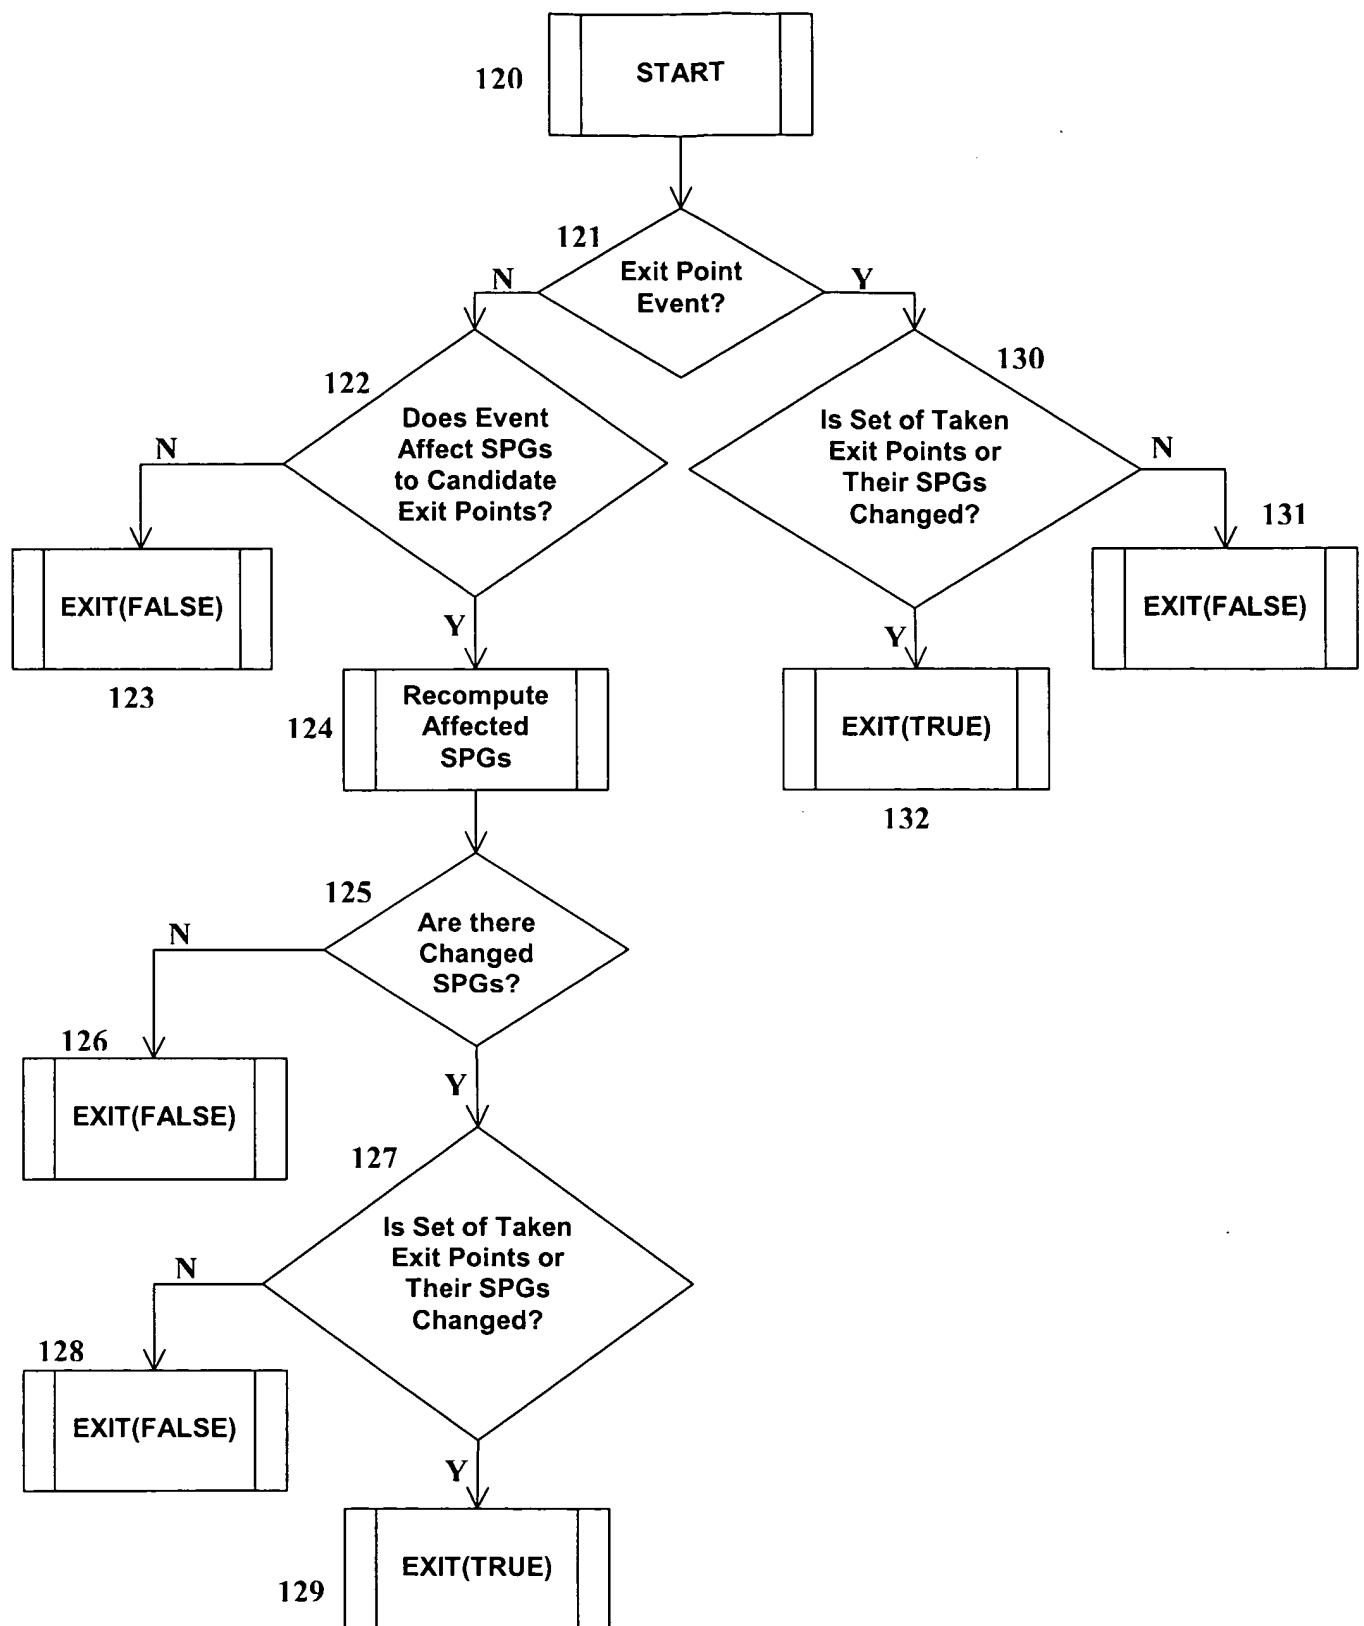 120
START
121
Exit Point
Event?
N
Y
122
Does Event
Affect SPGs
to Candidate
Exit Points?
N
Y
130
Is Set of Taken
Exit Points or
Their SPGs
Changed?
N
Y
131
EXIT(FALSE)
EXIT(FALSE)
123
124
Recompute
Affected
SPGs
EXIT(TRUE)
132
125
Are there
Changed
SPGs?
N
Y
126
EXIT(FALSE)
127
Is Set of Taken
Exit Points or
Their SPGs
Changed?
N
Y
128
EXIT(FALSE)
EXIT(TRUE)
129